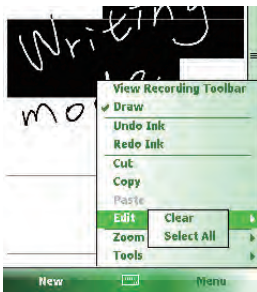 Writing
mo
View Recording Toolbar
Draw
Undo Ink
Redo Ink
Cut
Copy
Paste
Edit
Clear
Zoom
Select All
Tools
New
Menu